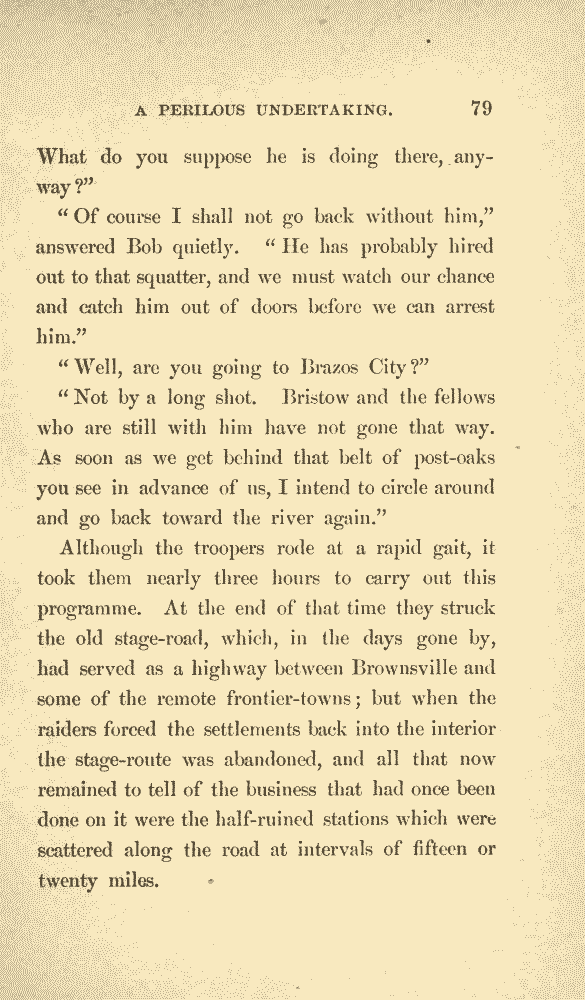 A PERILOUS UNDERTAKING. 79
What do you suppose he is doing there, any-
way?”
“Of course I shall not go back without him,”
answered Bob quietly. “He has probably hired
out to that squatter, and we must watch our chance
and catch him out of doors before we can arrest
him.”
“Well, are you going to Brazos City?”
“Not by a long shot. Bristow and the fellows
who are still with him have not gone that way.
As soon as we get behind that belt of post-oaks
you see in advance of us, I intend to circle around
and go back toward the river again.”
Although the troopers rode at a rapid gait, it
took them nearly three hours to carry out this
programme. At the end of that time they struck
the old stage-road, which, in the days gone by,
had served as a highway between Brownsville and
some of the remote frontier-towns; but when the
raiders forced the settlements back into the interior
the stage-route was abandoned, and all that now
remained to tell of the business that had once been
done on it were the half-ruined stations which were
scattered along the road at intervals of fifteen or
twenty miles.